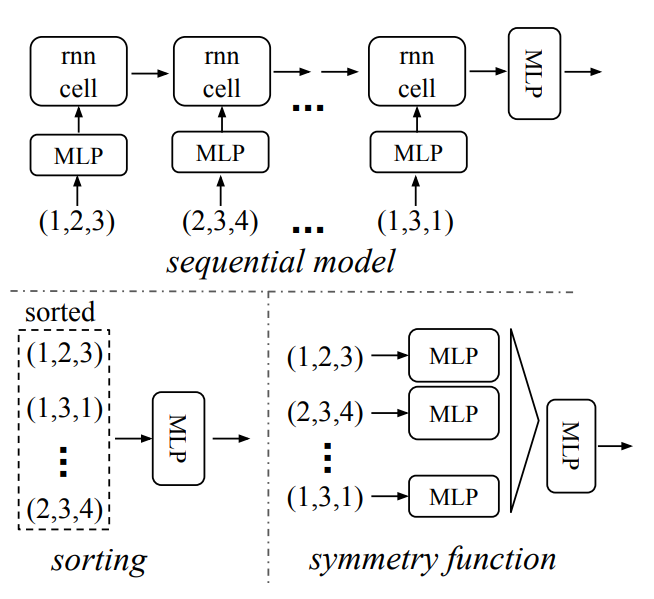 rnn cell rnn cell rnn cell MLP
MLP MLP MLP
(1,2,3) (2,3,4) ... (1,3,1)
sequential model
sorted
(1,2,3)
(1,3,1)
(2,3,4)
MLP
sorting
(1,2,3) MLP
(2,3,4) MLP
(1,3,1) MLP
MLP
symmetry function